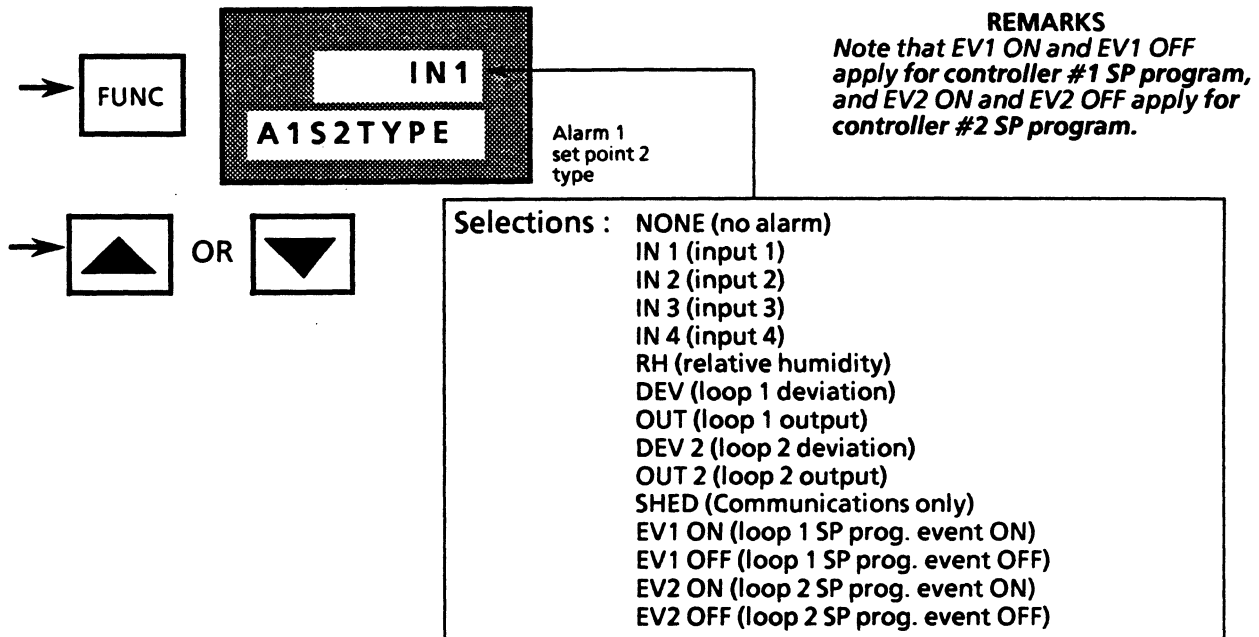 FUNC
IN1
A1S2TYPE
Alarm 1
set point 2
type
REMARKS
Note that EV1 ON and EV1 OFF
apply for controller #1 SP program,
and EV2 ON and EV2 OFF apply for
controller #2 SP program.
OR
Selections : NONE (no alarm)
IN 1 (input 1)
IN 2 (input 2)
IN 3 (input 3)
IN 4 (input 4)
RH (relative humidity)
DEV (loop 1 deviation)
OUT (loop 1 output)
DEV 2 (loop 2 deviation)
OUT 2 (loop 2 output)
SHED (Communications only)
EV1 ON (loop 1 SP prog. event ON)
EV1 OFF (loop 1 SP prog. event OFF)
EV2 ON (loop 2 SP prog. event ON)
EV2 OFF (loop 2 SP prog. event OFF)